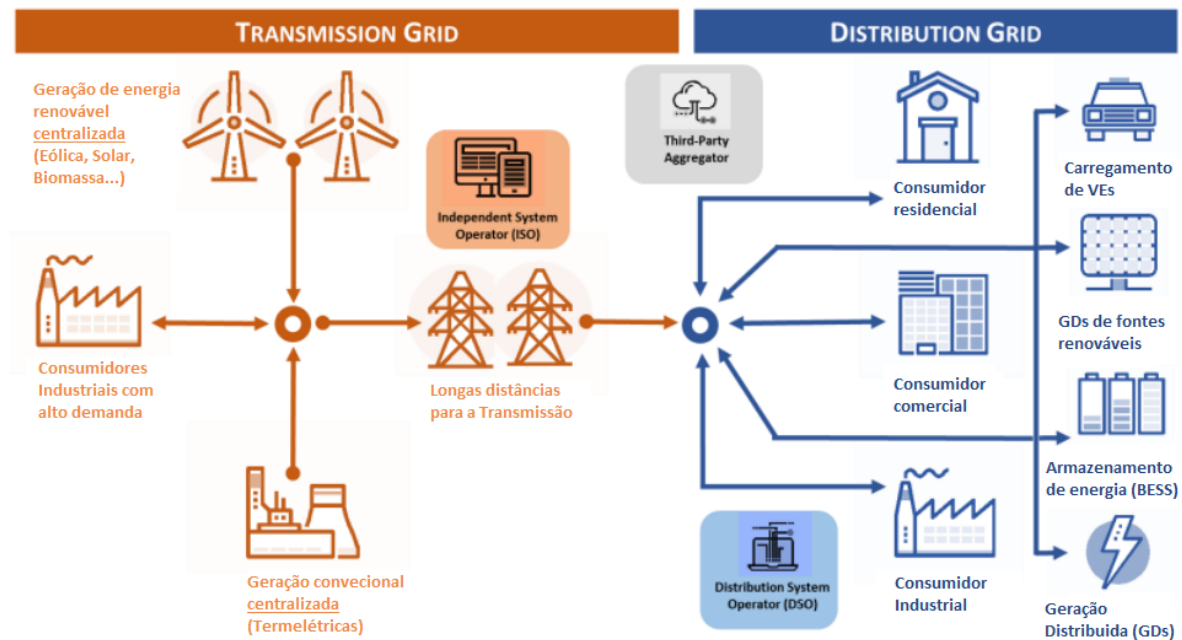 TRANSMISSION GRID
DISTRIBUTION GRID
Geração de energia
renovável
centralizada
(Eólica, Solar,
Biomassa...)
Independent System
Operator (ISO)
Third-Party
Aggregator
Consumidor
residencial
Carregamento
de VEs
Consumidores
Industriais com
alto demanda
Longas distâncias
para a Transmissão
Consumidor
comercial
GDs de fontes
renováveis
Armazenamento
de energia (BESS)
Geração convecional
centralizada
(Termelétricas)
Distribution System
Operator (DSO)
Consumidor
Industrial
Geração
Distribuida (GDs)